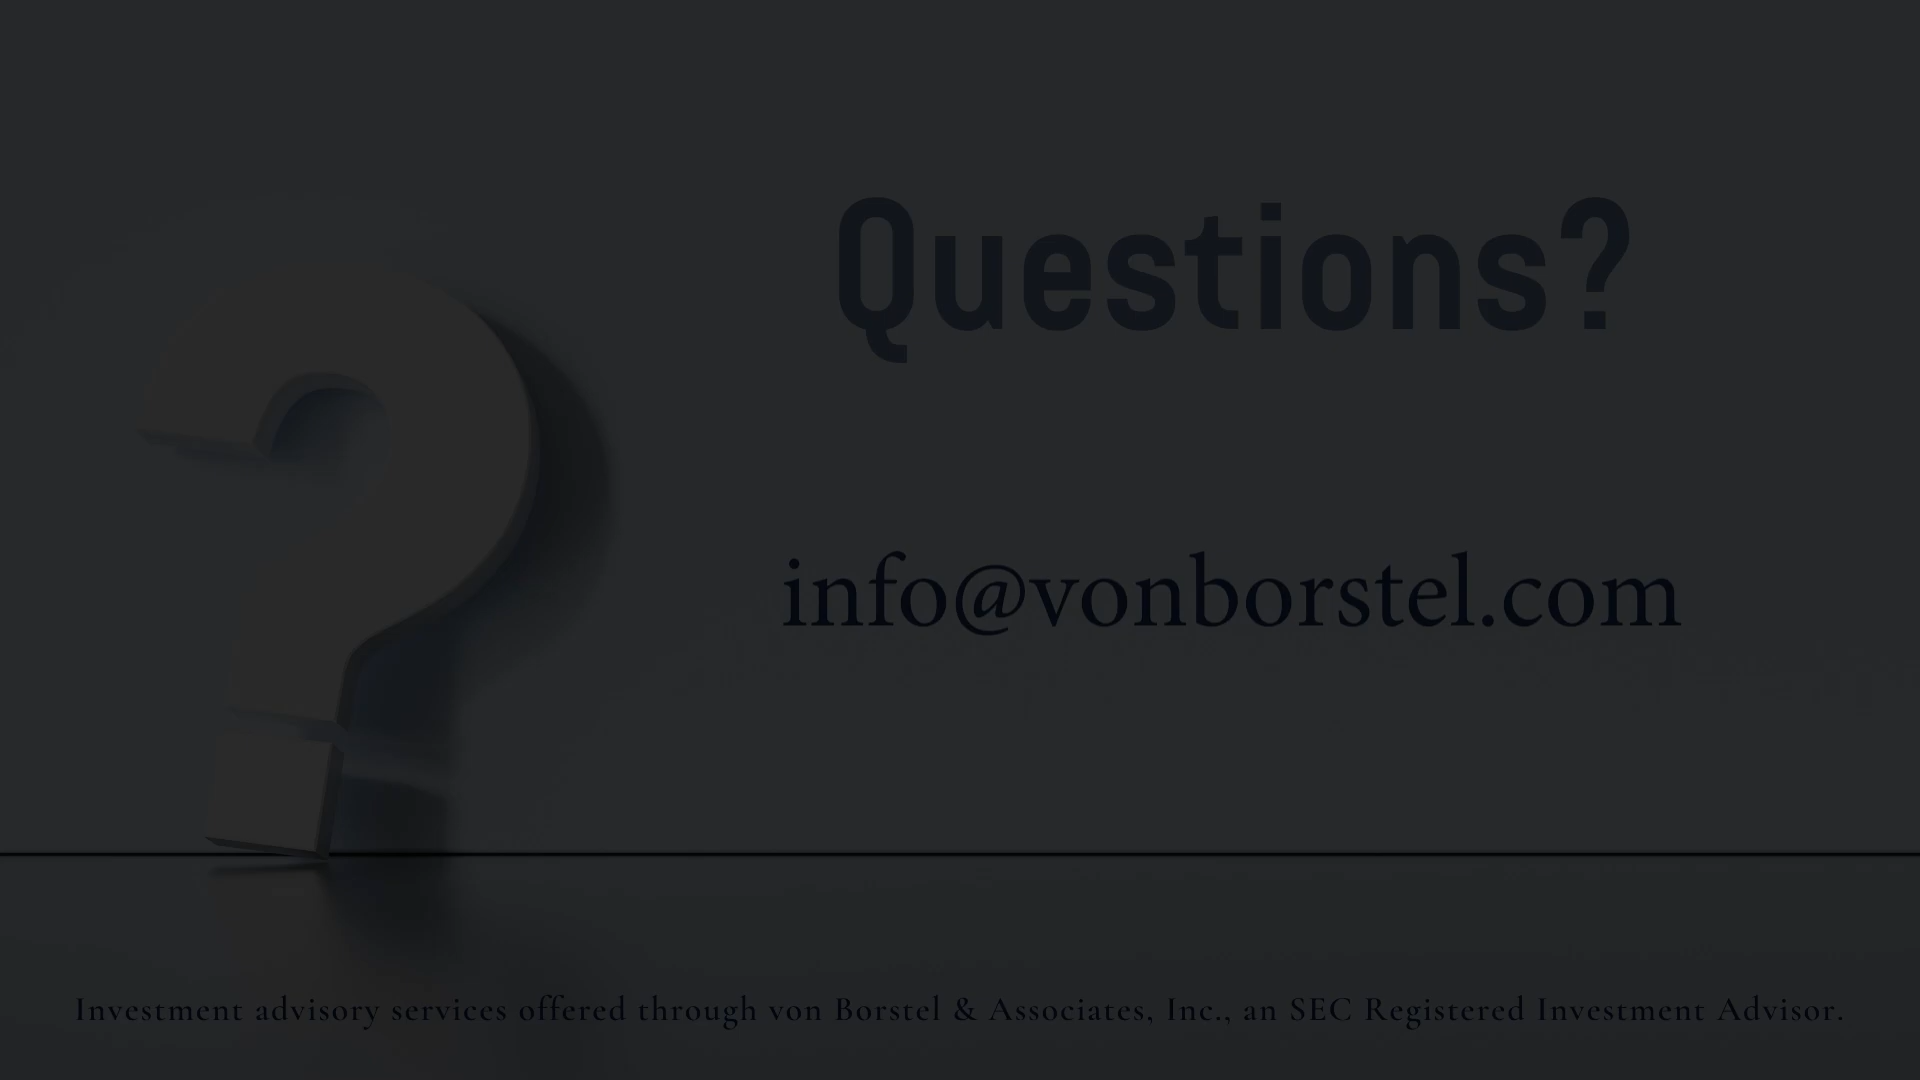 Questions?
info@vonborstel.com
Investment advisory services offered through von Borstel & Associates, Inc., an SEC Registered Investment Advisor.